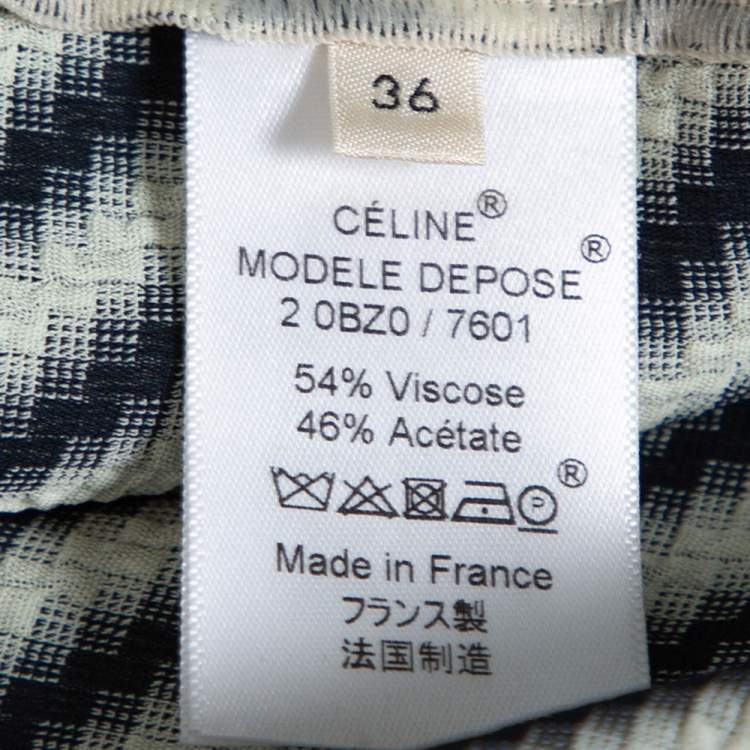 36
CÉLINE®
MODELE DEPOSE®
2 0BZ0 / 7601
54% Viscose
46% Acétate
P ®
Made in France
フランス製
法国制造